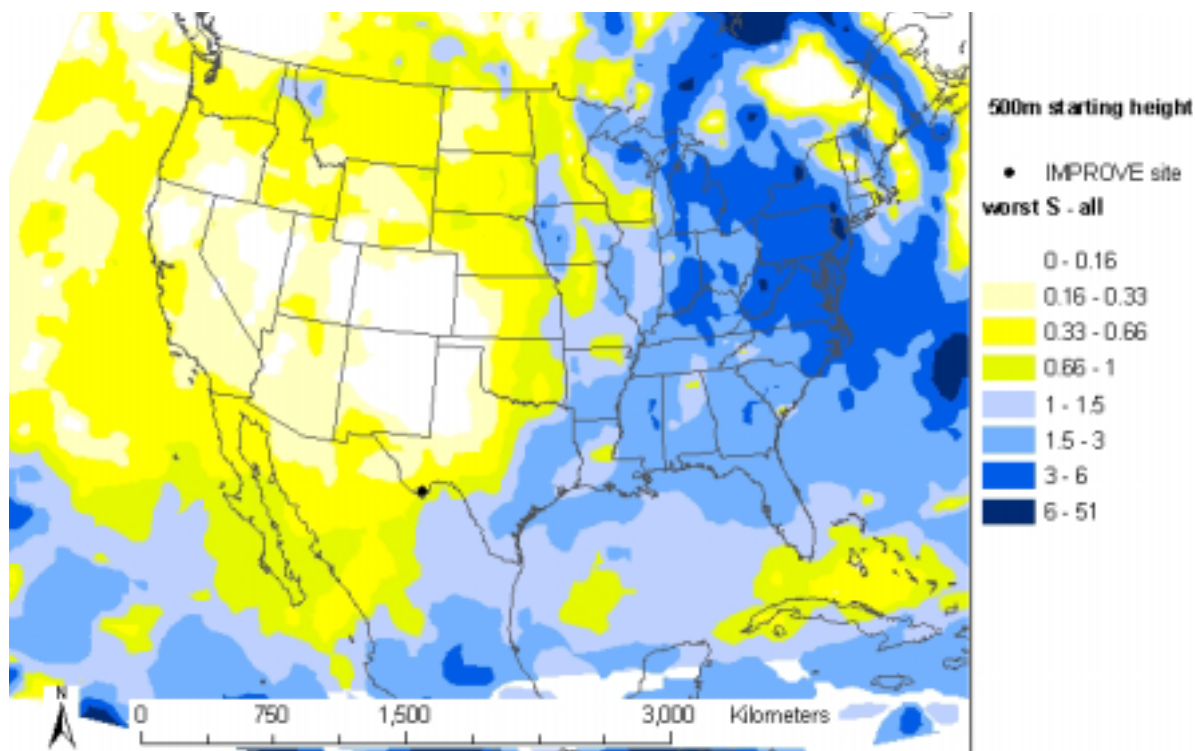 500m starting height
IMPROVE site
worst S - all
0 - 0.16
0.16 - 0.33
0.33 - 0.66
0.66 - 1
1 - 1.5
1.5 - 3
3 - 6
6 - 51
N
0 750 1,500 3,000 Kilometers